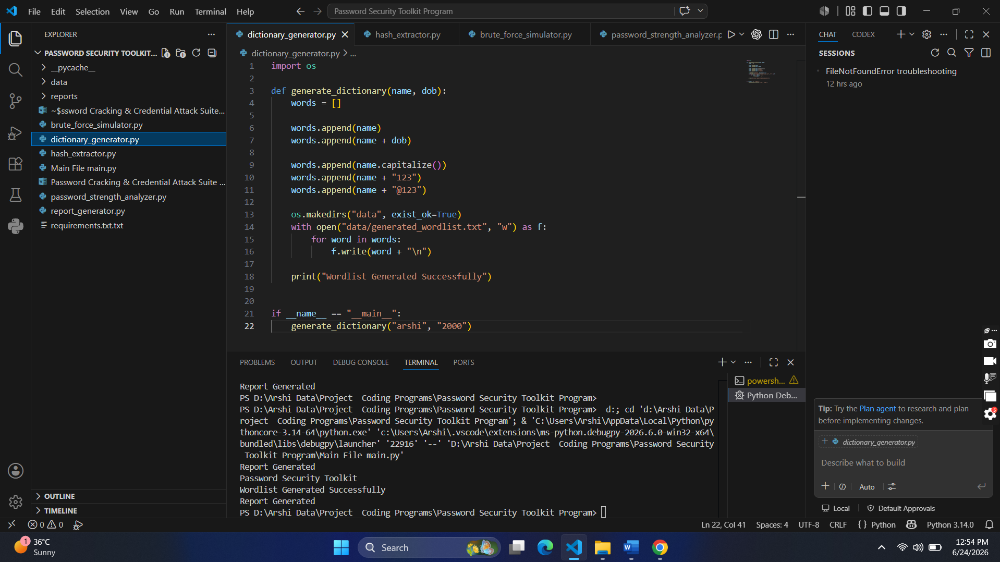 File Edit Selection View Go Run Terminal Help
Password Security Toolkit Program
EXPLORER
PASSWORD SECURITY TOOLKIT...
__pycache__
data
reports
~$ssword Cracking & Credential Attack Suite...
brute_force_simulator.py
dictionary_generator.py
hash_extractor.py
Main File main.py
Password Cracking & Credential Attack Suite ...
password_strength_analyzer.py
report_generator.py
requirements.txt.txt
OUTLINE
TIMELINE
dictionary_generator.py hash_extractor.py brute_force_simulator.py password_strength_analyzer.p
dictionary_generator.py > ...
1 import os
2
3 def generate_dictionary(name, dob):
4 words = []
5
6 words.append(name)
7 words.append(name + dob)
8
9 words.append(name.capitalize())
10 words.append(name + "123")
11 words.append(name + "@123")
12
13 os.makedirs("data", exist_ok=True)
14 with open("data/generated_wordlist.txt", "w") as f:
15 for word in words:
16 f.write(word + "\n")
17
18 print("Wordlist Generated Successfully")
19
20
21 if __name__ == "__main__":
22 generate_dictionary("arshi", "2000")
PROBLEMS OUTPUT DEBUG CONSOLE TERMINAL PORTS
Report Generated
PS D:\Arshi Data\Project  Coding Programs\Password Security Toolkit Program>
PS D:\Arshi Data\Project  Coding Programs\Password Security Toolkit Program>  d:; cd 'd:\Arshi Data\P
roject  Coding Programs\Password Security Toolkit Program'; & 'C:\Users\Arshi\AppData\Local\Python\py
thoncore-3.14-64\python.exe' 'c:\Users\Arshi\.vscode\extensions\ms-python.debugpy-2026.6.0-win32-x64\
bundled\libs\debugpy\launcher' '22916' '--' 'D:\Arshi Data\Project  Coding Programs\Password Security
Toolkit Program\Main File main.py'
Report Generated
Password Security Toolkit
Wordlist Generated Successfully
Report Generated
PS D:\Arshi Data\Project  Coding Programs\Password Security Toolkit Program>
powersh...
Python Deb...
CHAT CODEX
SESSIONS
FileNotFoundError troubleshooting
12 hrs ago
Tip: Try the Plan agent to research and plan
before implementing changes.
dictionary_generator.py
Describe what to build
Auto
Local Default Approvals
5
0 0
Ln 22, Col 41 Spaces: 4 UTF-8 CRLF { } Python Python 3.14.0
1
36°C
Sunny
Search
12:54 PM
6/24/2026